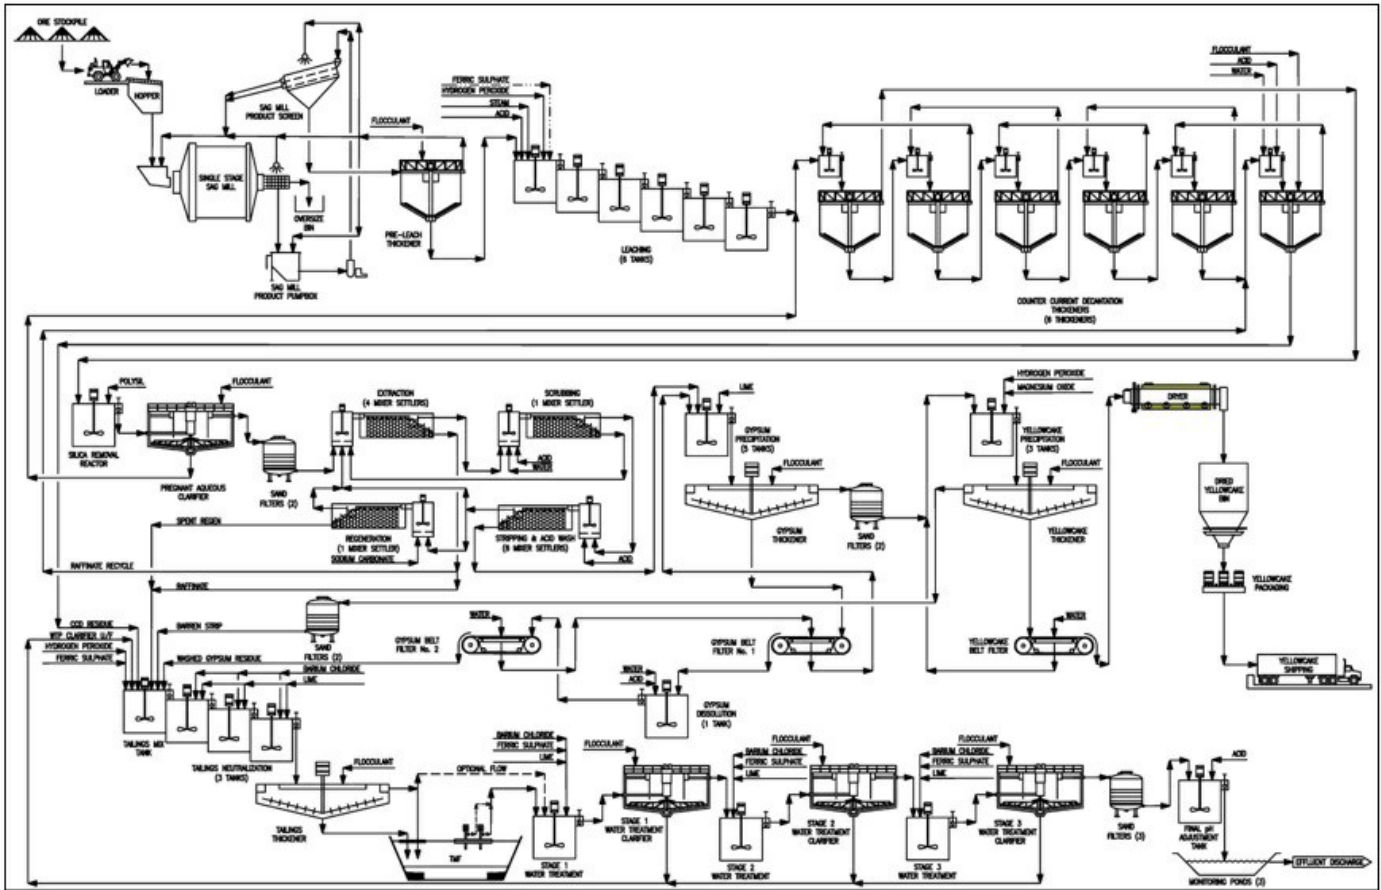 ORE STOCKPILE
LOADER
HOPPER
SAG MILL
PRODUCT SCREEN
SINGLE STAGE
SAG MILL
OVERSIZE
BIN
SAG MILL
PRODUCT PUMPBOX
FLOCCULANT
PRE-LEACH
THICKENER
FERRIC SULPHATE
HYDROGEN PEROXIDE
STEAM
ACID
LEACHING
(6 TANKS)
FLOCCULANT
ACID
WATER
COUNTER CURRENT DECANTATION
THICKENERS
(6 THICKENERS)
POLYSIL
SILICA REMOVAL
REACTOR
FLOCCULANT
PREGNANT AQUEOUS
CLARIFIER
SAND
FILTERS (2)
EXTRACTION
(4 MIXER SETTLERS)
SCRUBBING
(1 MIXER SETTLER)
ACID
WATER
SPENT REGEN
REGENERATION
(1 MIXER SETTLER)
SODIUM CARBONATE
STRIPPING & ACID WASH
(8 MIXER SETTLERS)
ACID
RAFFINATE RECYCLE
RAFFINATE
LIME
GYPSUM
PRECIPITATION
(5 TANKS)
FLOCCULANT
GYPSUM
THICKENER
SAND
FILTERS (2)
HYDROGEN PEROXIDE
MAGNESIUM OXIDE
YELLOWCAKE
PRECIPITATION
(3 TANKS)
FLOCCULANT
YELLOWCAKE
THICKENER
DRYER
DRIED
YELLOWCAKE
BIN
YELLOWCAKE
PACKAGING
YELLOWCAKE
SHIPPING
CCD RESIDUE
WTP CLARIFIER U/F
HYDROGEN PEROXIDE
FERRIC SULPHATE
BARREN STRIP
SAND
FILTERS (2)
WASHED GYPSUM RESIDUE
BARIUM CHLORIDE
LIME
WATER
GYPSUM BELT
FILTER No. 2
GYPSUM BELT
FILTER No. 1
WATER
YELLOWCAKE
BELT FILTER
WATER
ACID
GYPSUM
DISSOLUTION
(1 TANK)
TAILINGS MIX
TANK
TAILINGS NEUTRALIZATION
(3 TANKS)
FLOCCULANT
TAILINGS
THICKENER
OPTIONAL FLOW
TMF
BARIUM CHLORIDE
FERRIC SULPHATE
LIME
STAGE 1
WATER TREATMENT
FLOCCULANT
STAGE 1
WATER TREATMENT
CLARIFIER
FLOCCULANT
BARIUM CHLORIDE
FERRIC SULPHATE
LIME
STAGE 2
WATER TREATMENT
STAGE 2
WATER TREATMENT
CLARIFIER
FLOCCULANT
BARIUM CHLORIDE
FERRIC SULPHATE
LIME
STAGE 3
WATER TREATMENT
STAGE 3
WATER TREATMENT
CLARIFIER
SAND
FILTERS (3)
ACID
FINAL pH
ADJUSTMENT
TANK
MONITORING PONDS (3)
EFFLUENT DISCHARGE